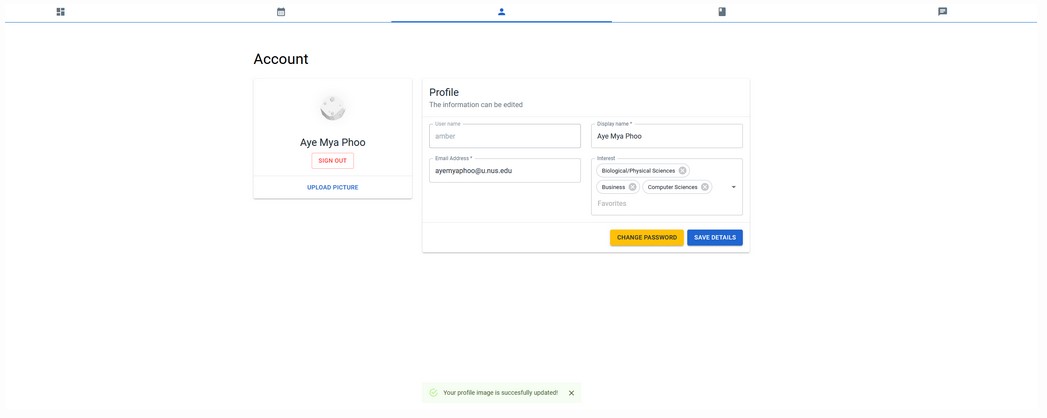 Account
Aye Mya Phoo
SIGN OUT
UPLOAD PICTURE
Profile
The information can be edited
User name
amber
Display name *
Aye Mya Phoo
Email Address *
ayemyaphoo@u.nus.edu
Interest
Biological/Physical Sciences
Business Computer Sciences
Favorites
CHANGE PASSWORD SAVE DETAILS
Your profile image is succesfully updated!